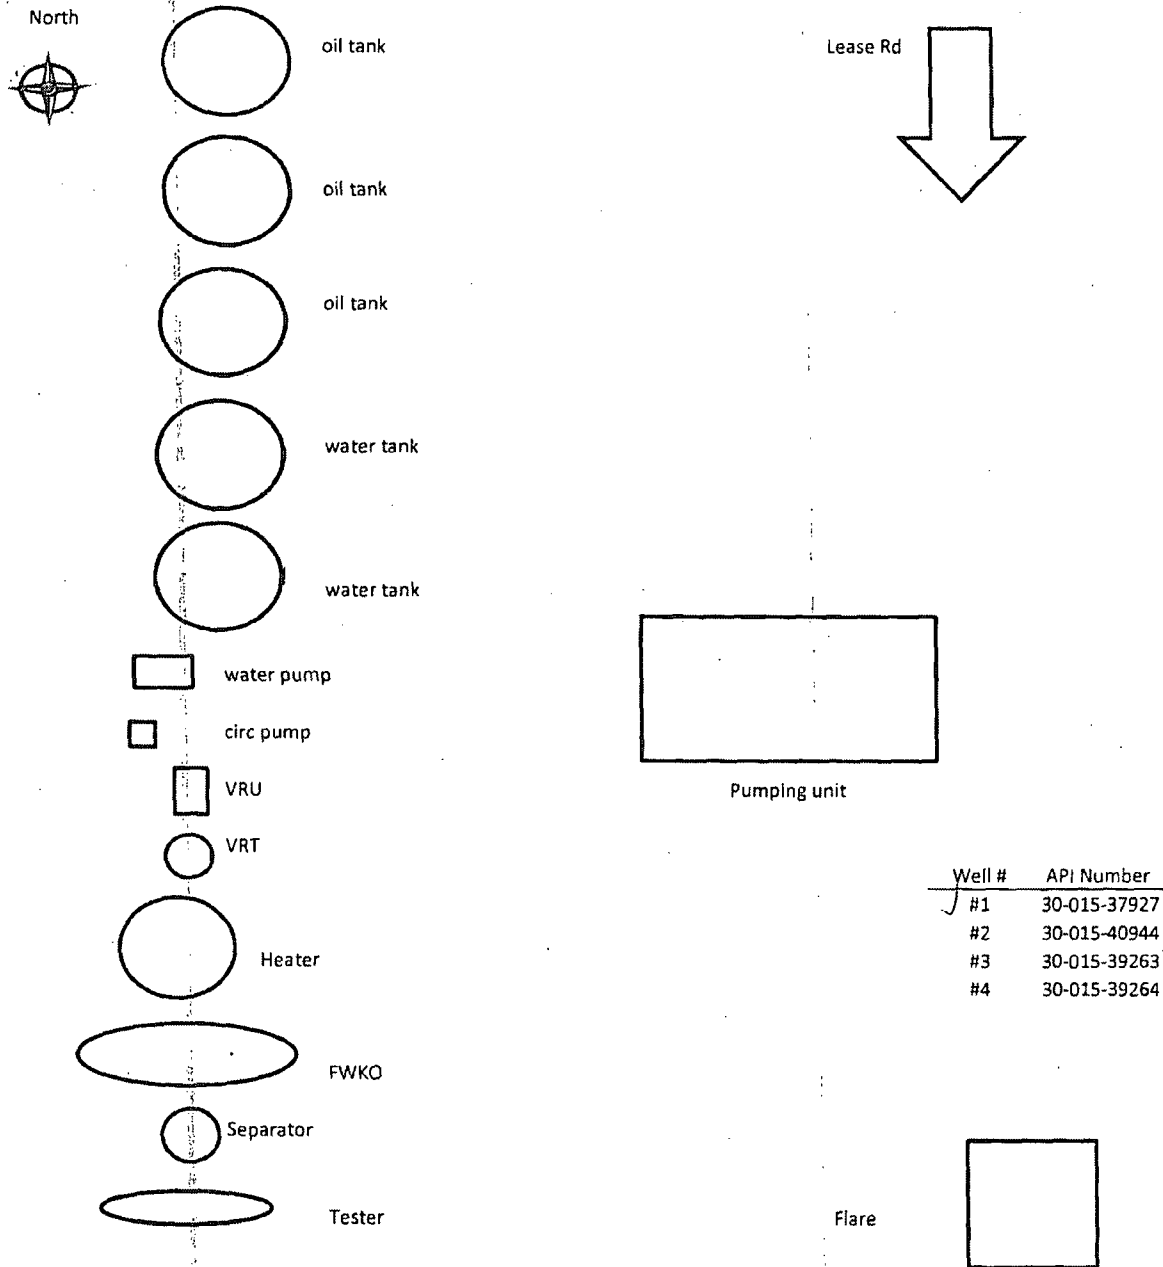 North
oil tank
Lease Rd
oil tank
oil tank
water tank
water tank
water pump
circ pump
VRU
Pumping unit
VRT
Well # API Number
#1 30-015-37927
#2 30-015-40944
#3 30-015-39263
#4 30-015-39264
Heater
FWKO
Separator
Tester
Flare